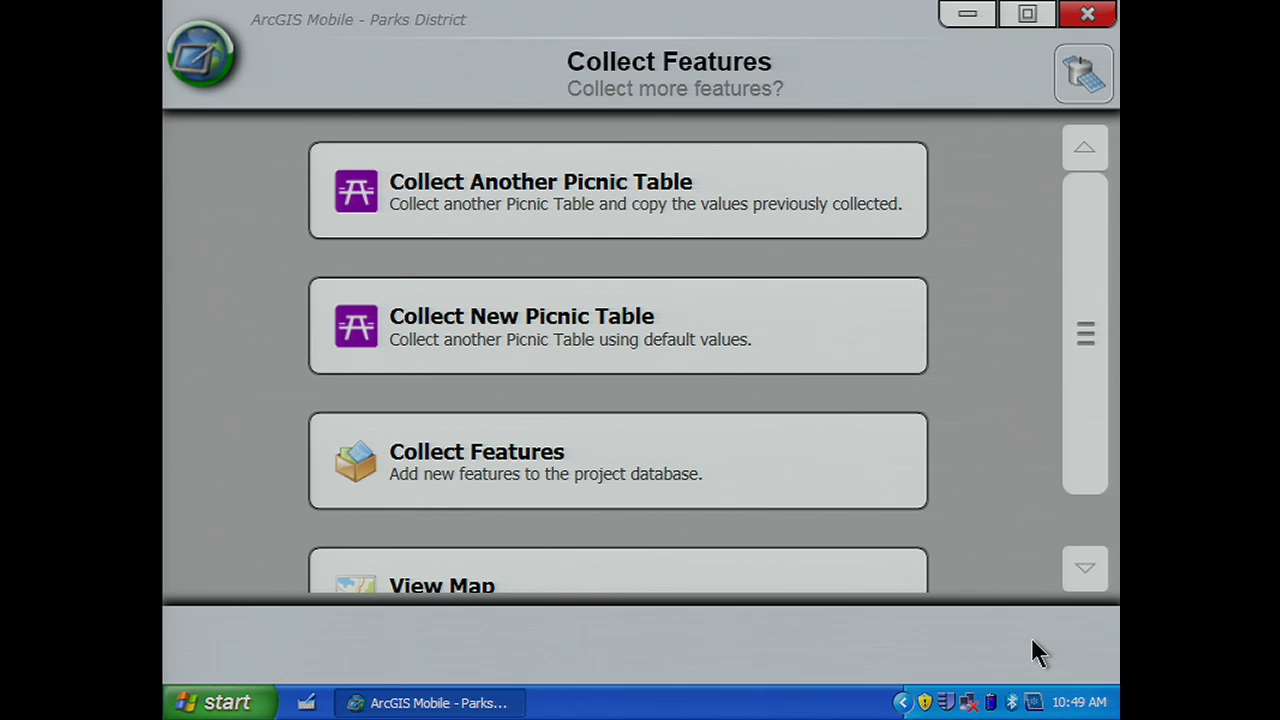 ArcGIS Mobile - Parks District
Collect Features
Collect more features?
Collect Another Picnic Table
Collect another Picnic Table and copy the values previously collected.
Collect New Picnic Table
Collect another Picnic Table using default values.
Collect Features
Add new features to the project database.
View Map
start
ArcGIS Mobile - Parks...
10:49 AM